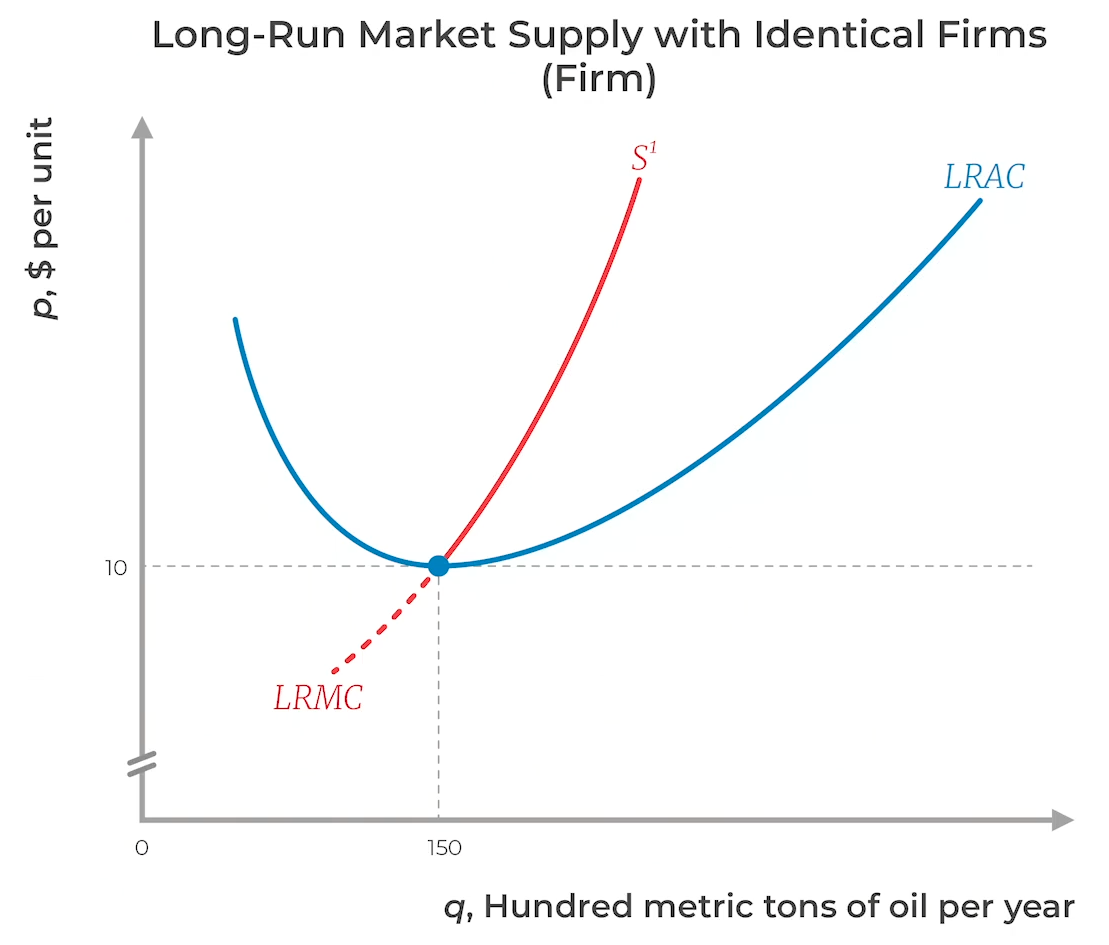 Long-Run Market Supply with Identical Firms
(Firm)
p, $ per unit
S¹
LRAC
10
LRMC
0
150
q, Hundred metric tons of oil per year